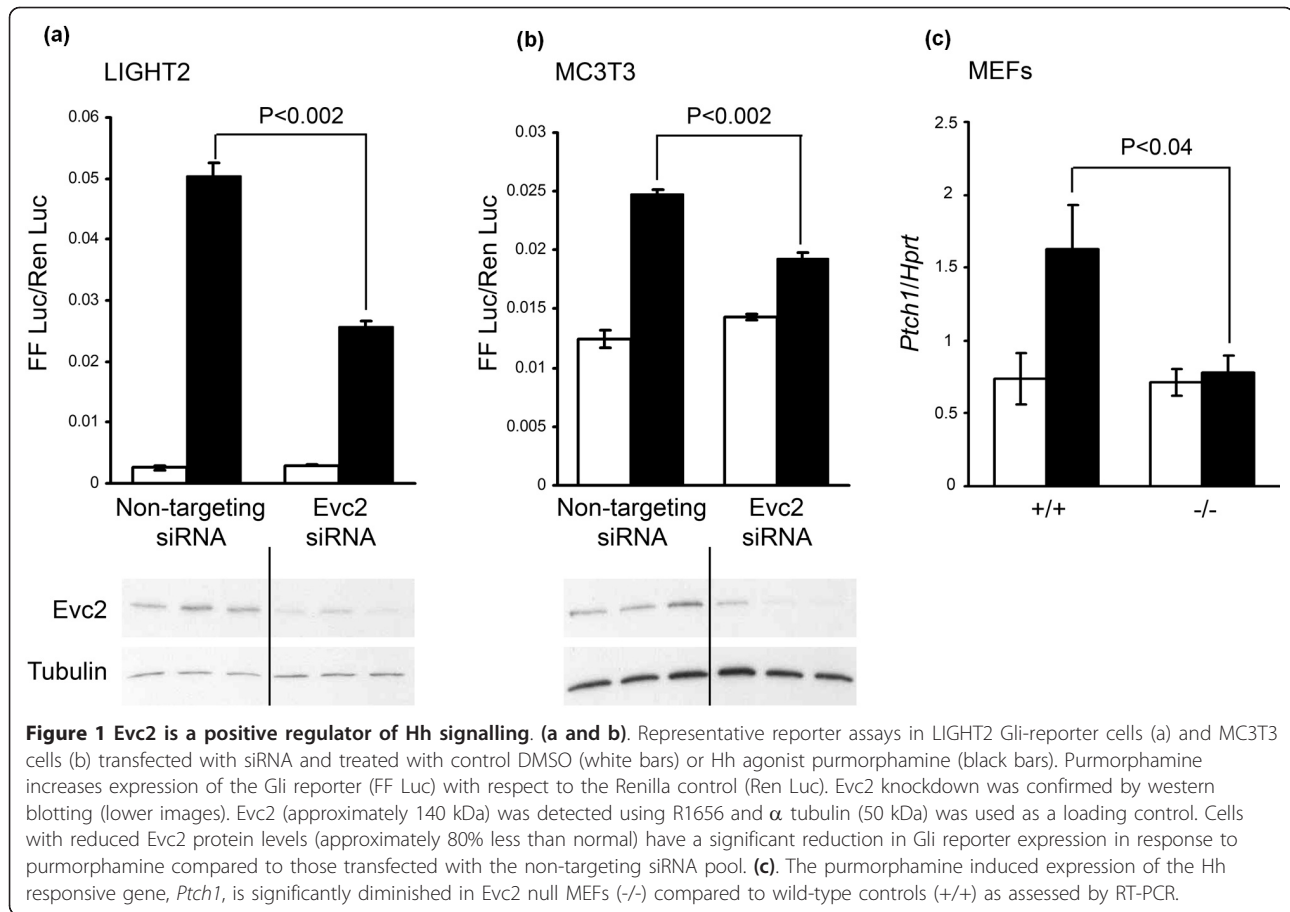 (a)
LIGHT2
P<0.002
0.06
0.05
0.04
0.03
0.02
0.01
0
FF Luc/Ren Luc
Non-targeting siRNA
Evc2 siRNA
(b)
MC3T3
P<0.002
0.03
0.025
0.02
0.015
0.01
0.005
0
FF Luc/Ren Luc
Non-targeting siRNA
Evc2 siRNA
(c)
MEFs
P<0.04
2.5
2
1.5
1
0.5
0
Ptch1/Hprt
+/+
-/-
Evc2
Tubulin
Figure 1 Evc2 is a positive regulator of Hh signalling. (a and b). Representative reporter assays in LIGHT2 Gli-reporter cells (a) and MC3T3
cells (b) transfected with siRNA and treated with control DMSO (white bars) or Hh agonist purmorphamine (black bars). Purmorphamine
increases expression of the Gli reporter (FF Luc) with respect to the Renilla control (Ren Luc). Evc2 knockdown was confirmed by western
blotting (lower images). Evc2 (approximately 140 kDa) was detected using R1656 and α tubulin (50 kDa) was used as a loading control. Cells
with reduced Evc2 protein levels (approximately 80% less than normal) have a significant reduction in Gli reporter expression in response to
purmorphamine compared to those transfected with the non-targeting siRNA pool. (c). The purmorphamine induced expression of the Hh
responsive gene, Ptch1, is significantly diminished in Evc2 null MEFs (-/-) compared to wild-type controls (+/+) as assessed by RT-PCR.